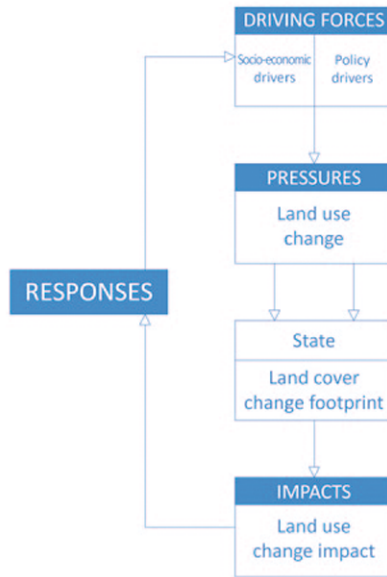 DRIVING FORCES
Socio-economic
drivers
Policy
drivers
PRESSURES
Land use
change
RESPONSES
State
Land cover
change footprint
IMPACTS
Land use
change impact